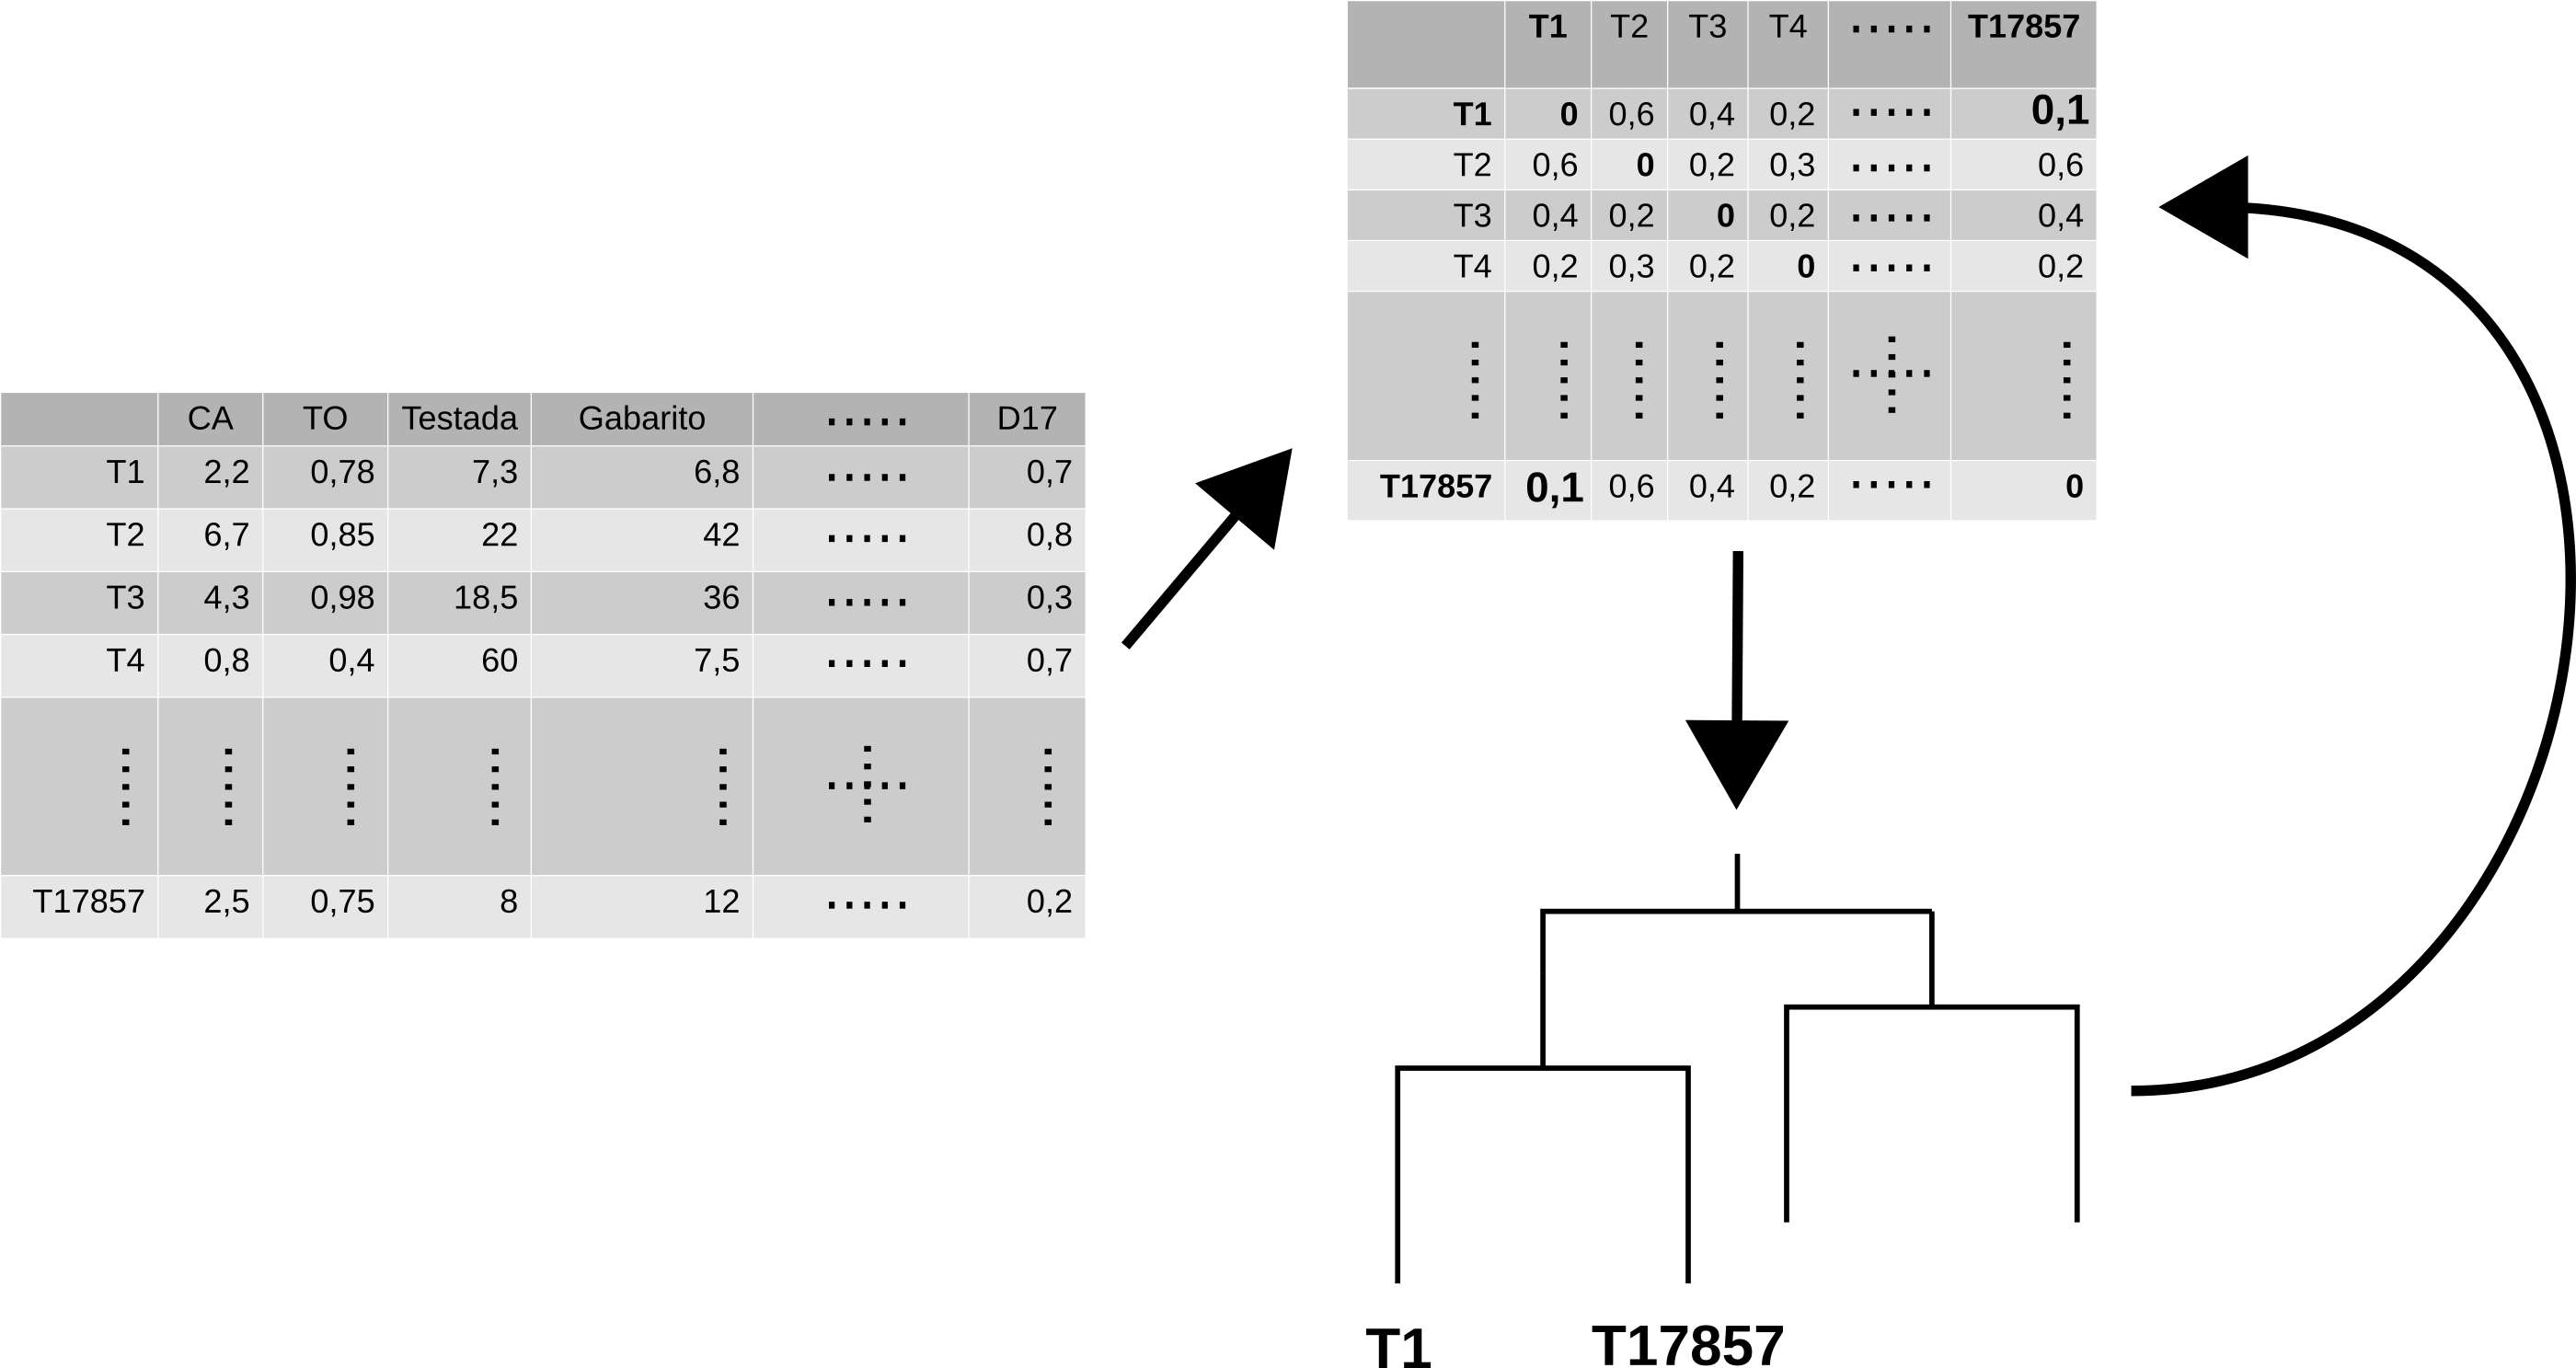 T1 T2 T3 T4 ..... T17857
T1 0 0,6 0,4 0,2 ..... 0,1
T2 0,6 0 0,2 0,3 ..... 0,6
T3 0,4 0,2 0 0,2 ..... 0,4
T4 0,2 0,3 0,2 0 ..... 0,2
T17857 0,1 0,6 0,4 0,2 ..... 0
CA TO Testada Gabarito ..... D17
T1 2,2 0,78 7,3 6,8 ..... 0,7
T2 6,7 0,85 22 42 ..... 0,8
T3 4,3 0,98 18,5 36 ..... 0,3
T4 0,8 0,4 60 7,5 ..... 0,7
T17857 2,5 0,75 8 12 ..... 0,2
T1 T17857